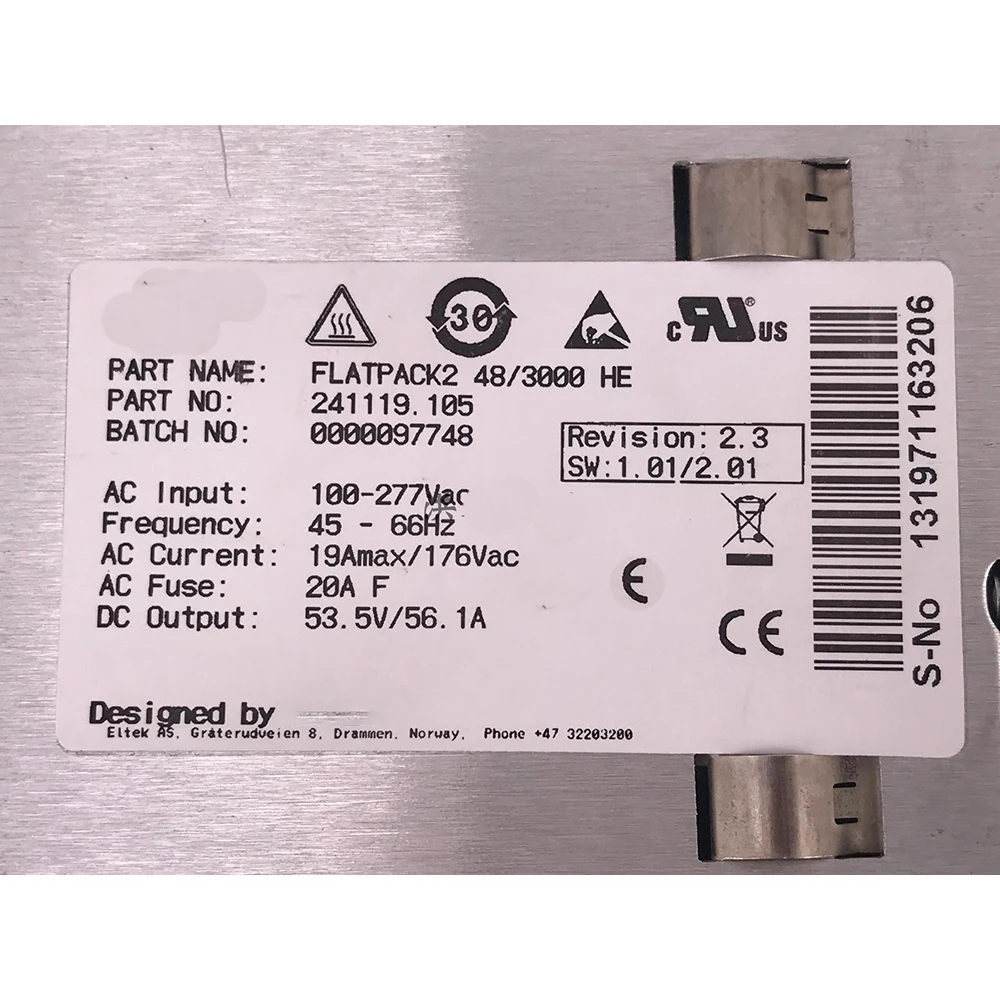 30
c RU® US
PART NAME: FLATPACK2 48/3000 HE
PART NO: 241119.105
BATCH NO: 0000097748
Revision: 2.3
SW:1.01/2.01
AC Input: 100-277Vac
Frequency: 45 - 66Hz
AC Current: 19Amax/176Vac
AC Fuse: 20A F
DC Output: 53.5V/56.1A
CE
S-No 131971163206
Designed by
Eltek AS, Gråterudveien 8, Drammen, Norway, Phone +47 32203200